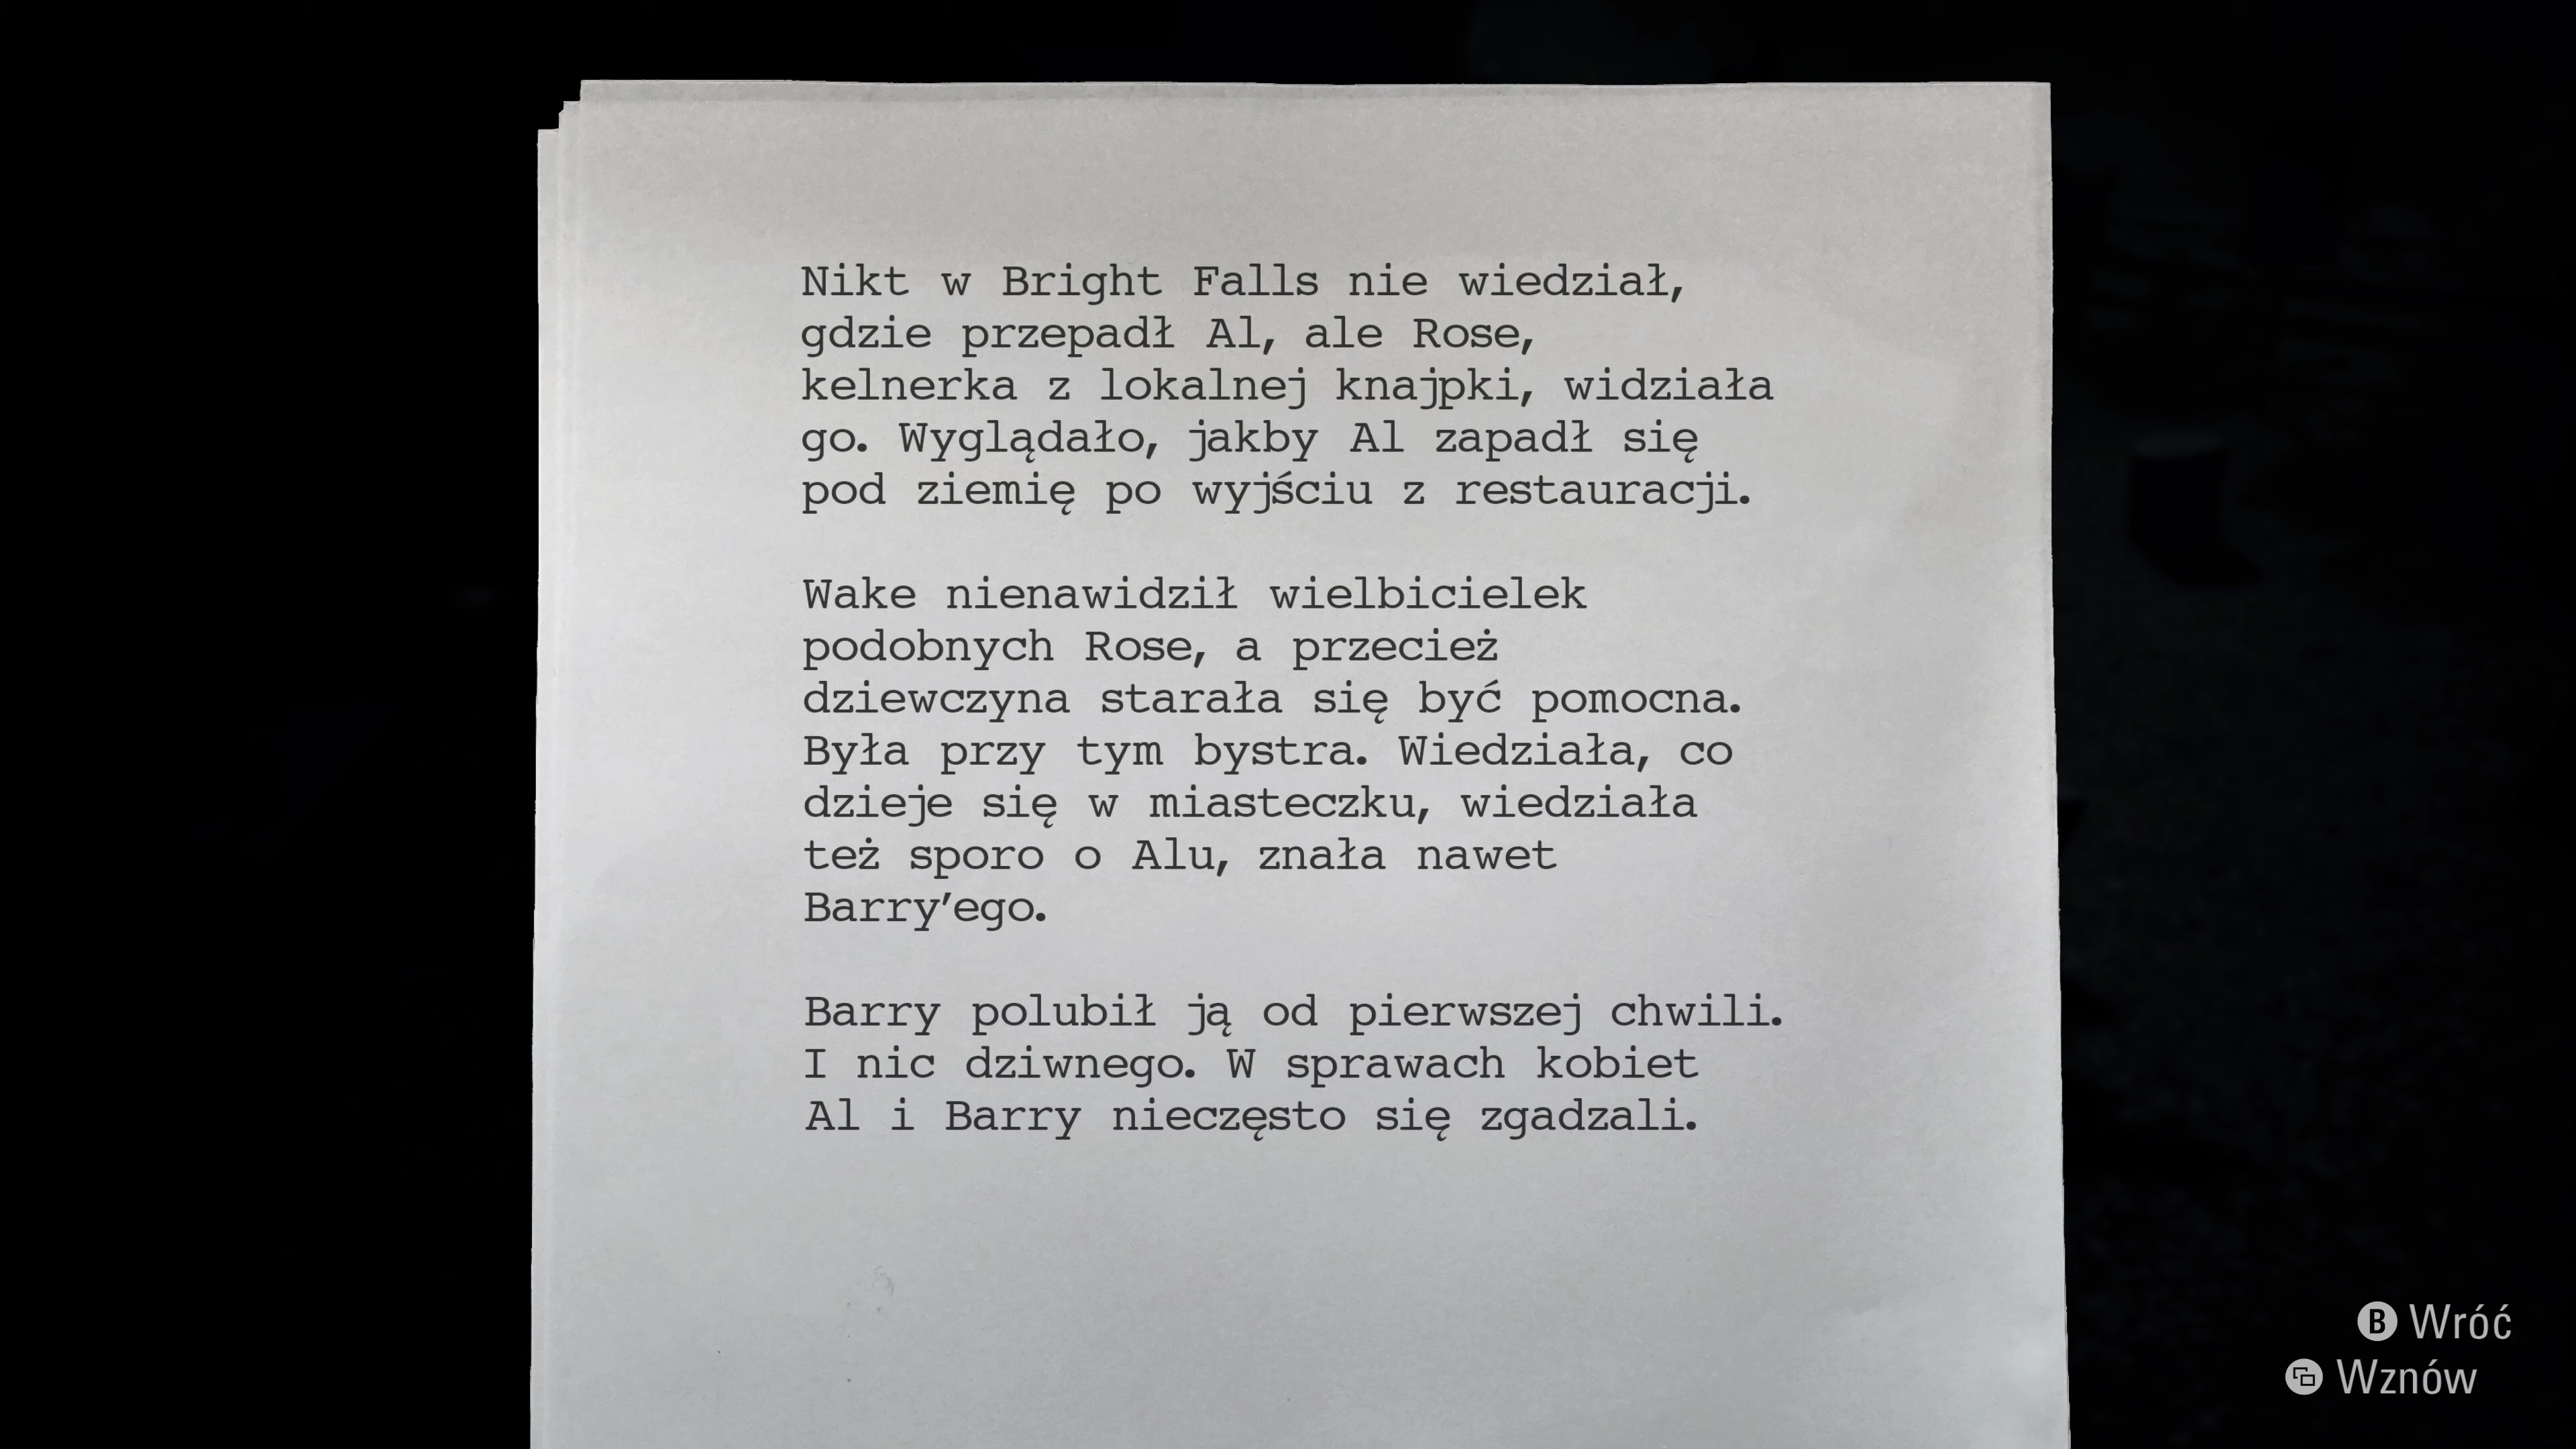 Nikt w Bright Falls nie wiedział,
gdzie przepadł Al, ale Rose,
kelnerka z lokalnej knajpki, widziała
go. Wyglądało, jakby Al zapadł się
pod ziemię po wyjściu z restauracji.
Wake nienawidził wielbicielek
podobnych Rose, a przecież
dziewczyna starała się być pomocna.
Była przy tym bystra. Wiedziała, co
dzieje się w miasteczku, wiedziała
też sporo o Alu, znała nawet
Barry'ego.
Barry polubił ją od pierwszej chwili.
I nic dziwnego. W sprawach kobiet
Al i Barry nieczęsto się zgadzali.
B Wróć
Wznów